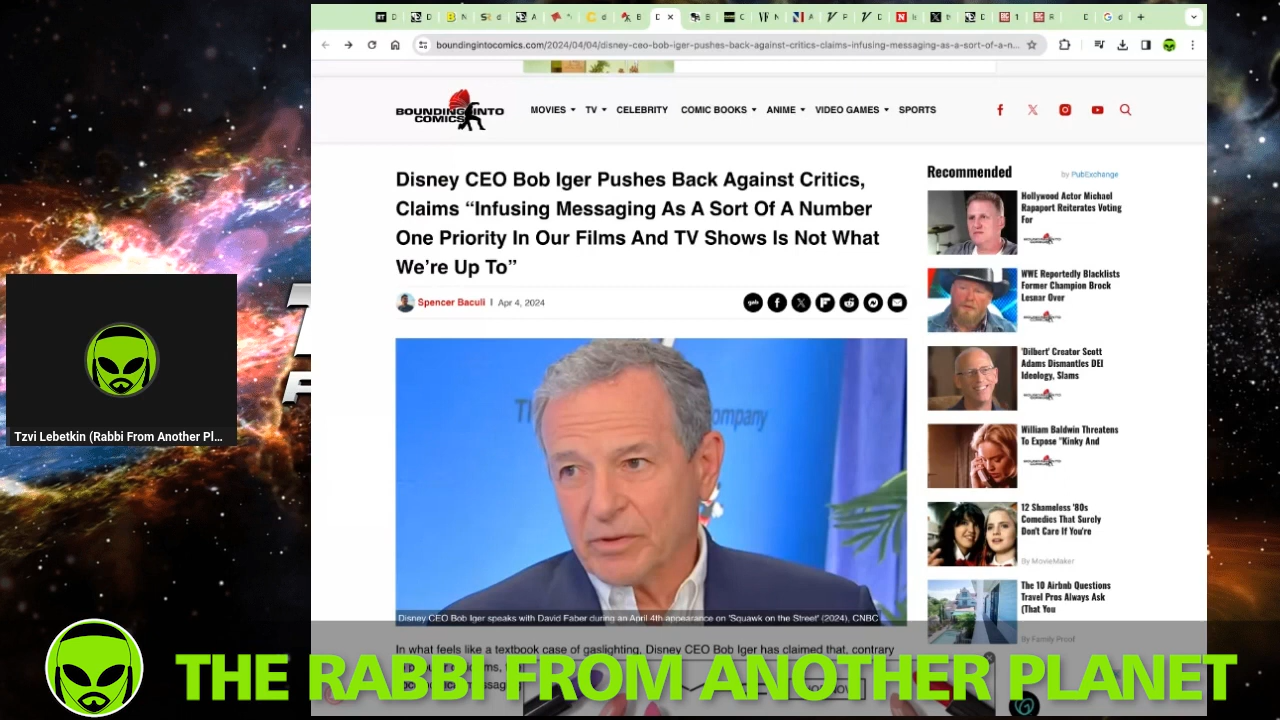 boundingintocomics.com/2024/04/04/disney-ceo-bob-iger-pushes-back-against-critics-claims-infusing-messaging-as-a-sort-of-a-n...
BOUNDING INTO
COMICS
MOVIES TV CELEBRITY COMIC BOOKS ANIME VIDEO GAMES SPORTS
Disney CEO Bob Iger Pushes Back Against Critics,
Claims “Infusing Messaging As A Sort Of A Number
One Priority In Our Films And TV Shows Is Not What
We’re Up To”
Spencer Baculi | Apr 4, 2024
Disney CEO Bob Iger speaks with David Faber during an April 4th appearance on 'Squawk on the Street' (2024), CNBC
In what feels like a textbook case of gaslighting, Disney CEO Bob Iger has claimed that, contrary
Recommended
by PubExchange
Hollywood Actor Michael
Rapaport Reiterates Voting
For
WWE Reportedly Blacklists
Former Champion Brock
Lesnar Over
'Dilbert' Creator Scott
Adams Dismantles DEI
Ideology, Slams
William Baldwin Threatens
To Expose "Kinky And
12 Shameless '80s
Comedies That Surely
Don't Care If You're
By MovieMaker
The 10 Airbnb Questions
Travel Pros Always Ask
(That You
By Family Proof
Tzvi Lebetkin (Rabbi From Another Pl...
THE RABBI FROM ANOTHER PLANET